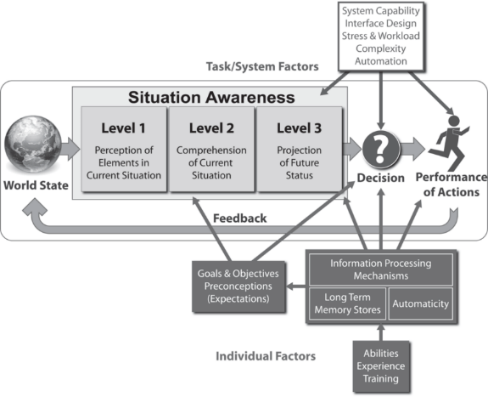 System Capability
Interface Design
Stress & Workload
Complexity
Automation
Task/System Factors
Situation Awareness
Level 1
Perception of
Elements in
Current Situation
Level 2
Comprehension
of Current
Situation
Level 3
Projection
of Future
Status
World State
?
Decision
Performance
of Actions
Feedback
Goals & Objectives
Preconceptions
(Expectations)
Information Processing
Mechanisms
Long Term
Memory Stores
Automaticity
Individual Factors
Abilities
Experience
Training